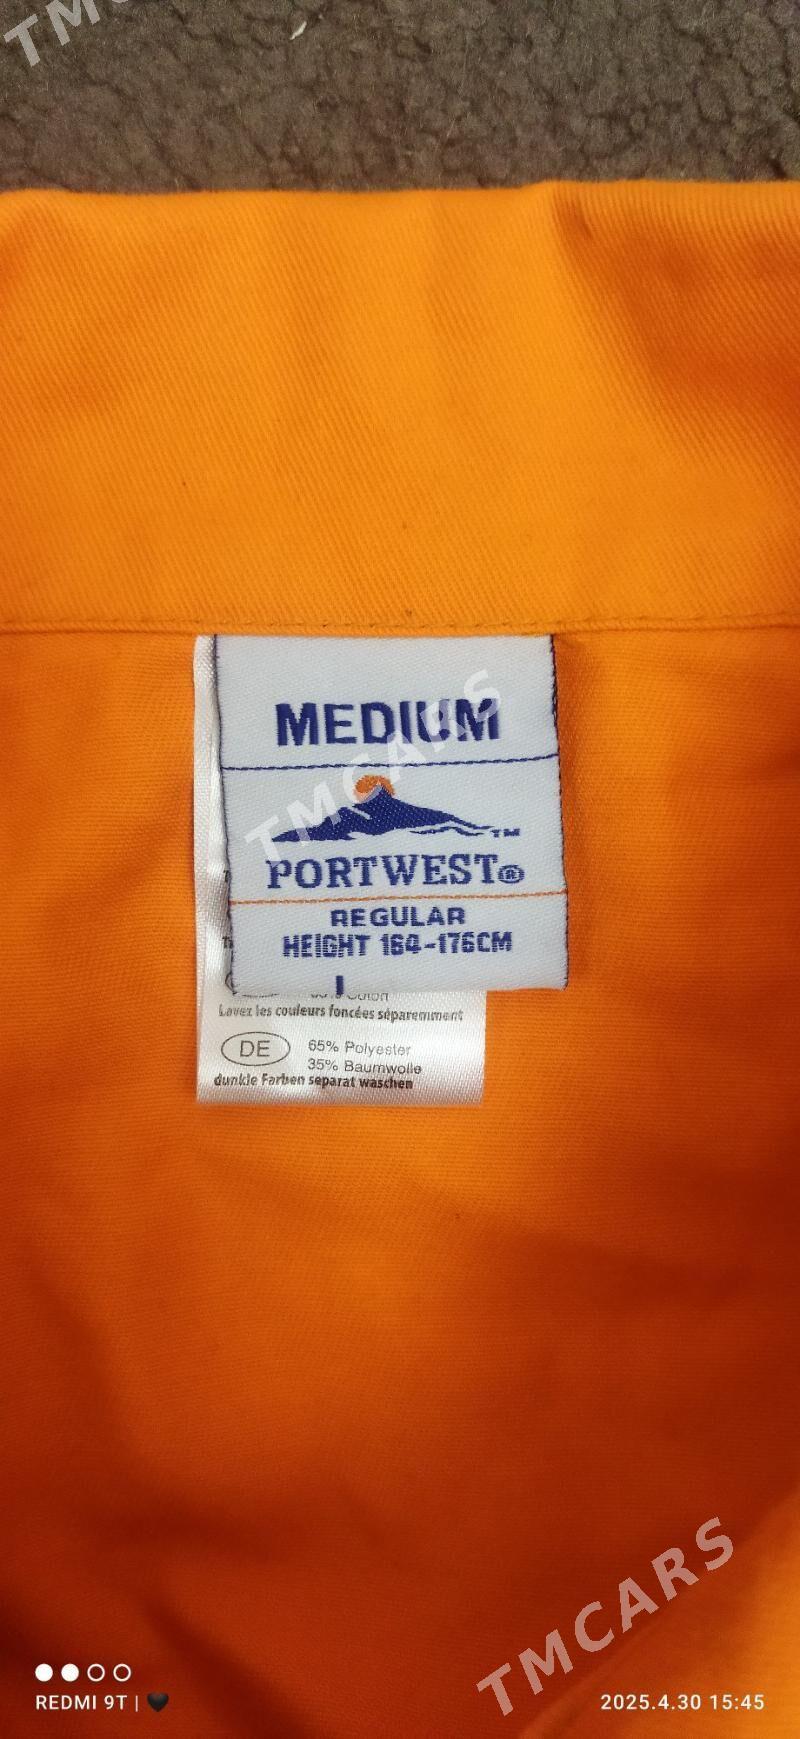 MEDIUM
TM
PORTWEST®
REGULAR
HEIGHT 164-176CM
Lavez les couleurs foncées séparemment
DE
65% Polyester
35% Baumwolle
dunkle Farben separat waschen
TMCARS
TMCARS
REDMI 9T |
2025.4.30 15:45